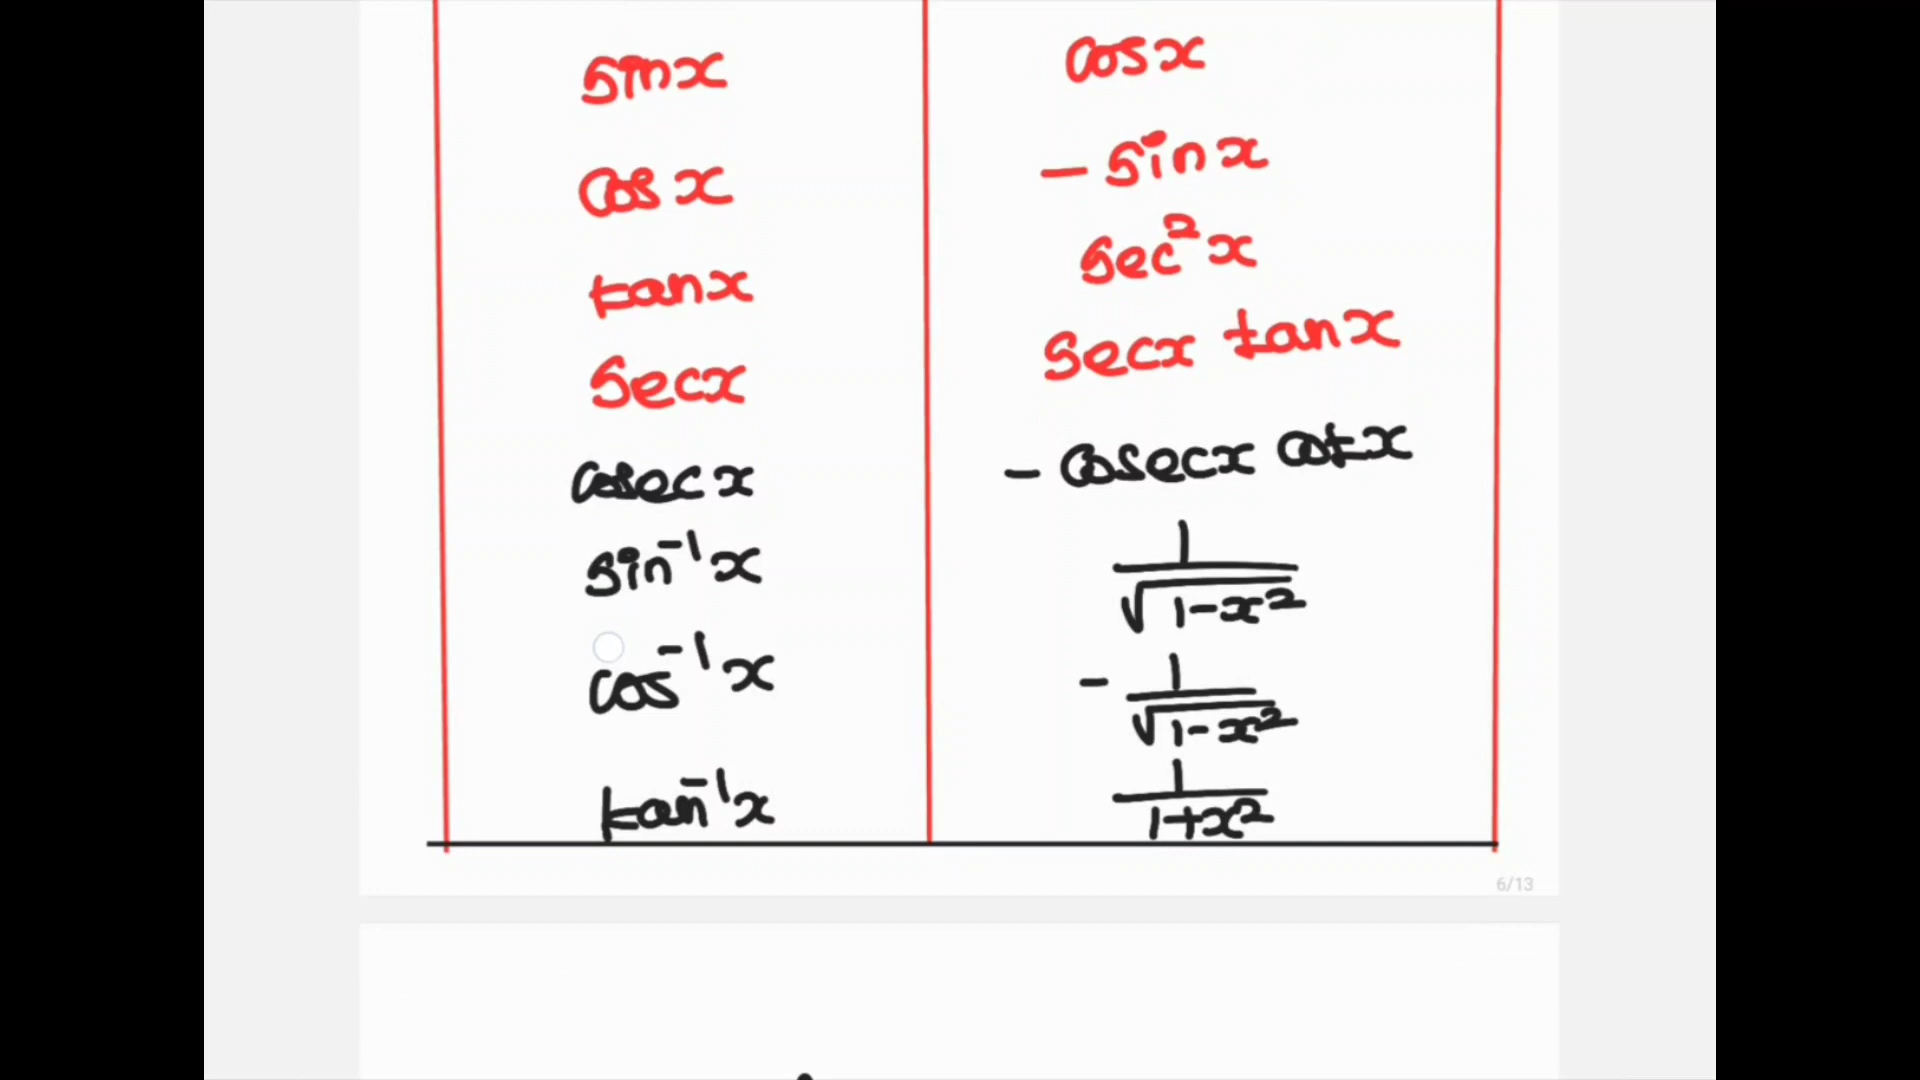 sinx cosx
cosx - sinx
tanx sec²x
secx secx tanx
cosecx - cosecx cotx
sin⁻¹x 1/√1-x²
cos⁻¹x - 1/√1-x²
tan⁻¹x 1/1+x²
6/13